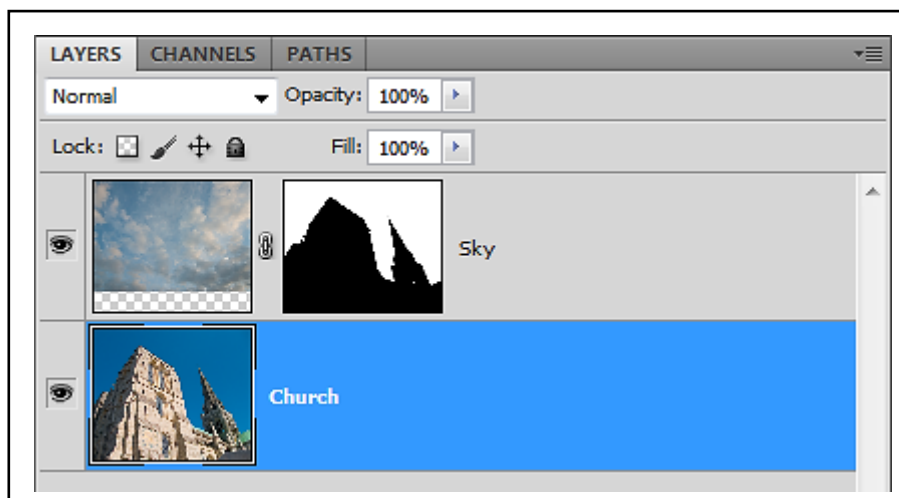 LAYERS CHANNELS PATHS
Normal Opacity: 100%
Lock: Fill: 100%
Sky
Church